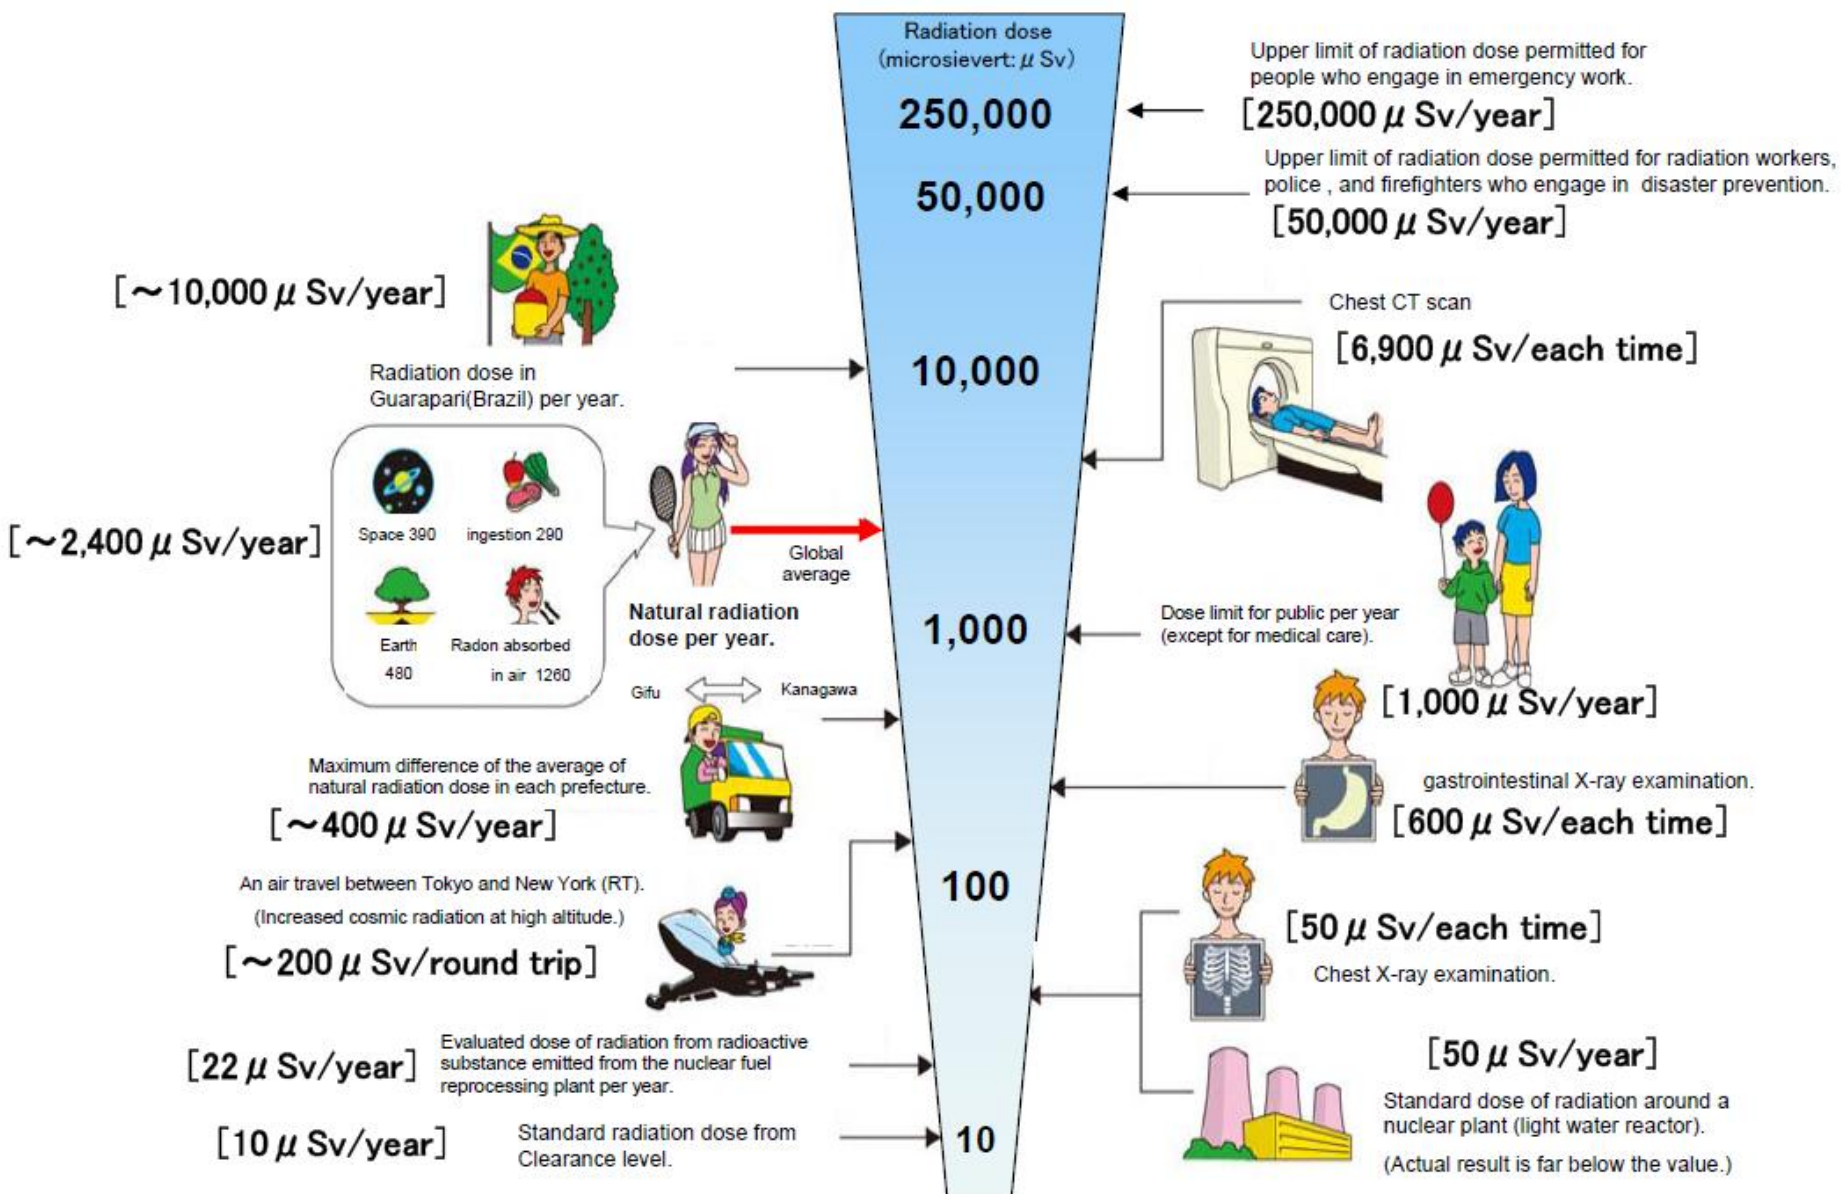 Radiation dose
(microsievert: μ Sv)
250,000
50,000
10,000
1,000
100
10
[～10,000 μ Sv/year]
Radiation dose in
Guarapari(Brazil) per year.
[～2,400 μ Sv/year]
Space 390
ingestion 290
Earth
480
Radon absorbed
in air 1260
Global
average
Natural radiation
dose per year.
Gifu
Kanagawa
Maximum difference of the average of
natural radiation dose in each prefecture.
[～400 μ Sv/year]
An air travel between Tokyo and New York (RT).
(Increased cosmic radiation at high altitude.)
[～200 μ Sv/round trip]
[22 μ Sv/year]
Evaluated dose of radiation from radioactive
substance emitted from the nuclear fuel
reprocessing plant per year.
[10 μ Sv/year]
Standard radiation dose from
Clearance level.
Upper limit of radiation dose permitted for
people who engage in emergency work.
[250,000 μ Sv/year]
Upper limit of radiation dose permitted for radiation workers,
police , and firefighters who engage in disaster prevention.
[50,000 μ Sv/year]
Chest CT scan
[6,900 μ Sv/each time]
Dose limit for public per year
(except for medical care).
[1,000 μ Sv/year]
gastrointestinal X-ray examination.
[600 μ Sv/each time]
[50 μ Sv/each time]
Chest X-ray examination.
[50 μ Sv/year]
Standard dose of radiation around a
nuclear plant (light water reactor).
(Actual result is far below the value.)